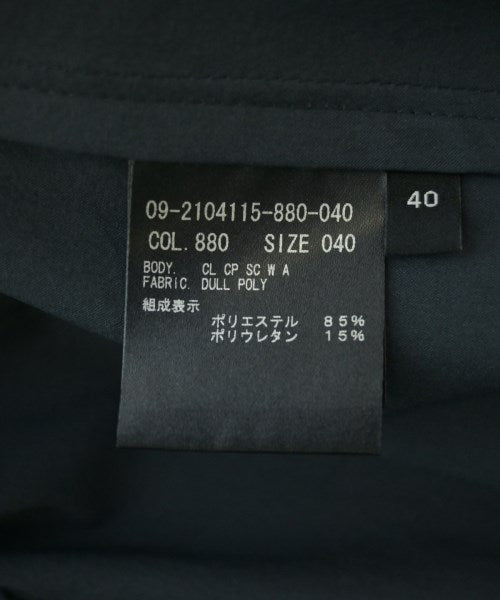 09-2104115-880-040
COL. 880 SIZE 040
BODY. CL CP SC W A
FABRIC. DULL POLY
組成表示
ポリエステル 85%
ポリウレタン 15%
40